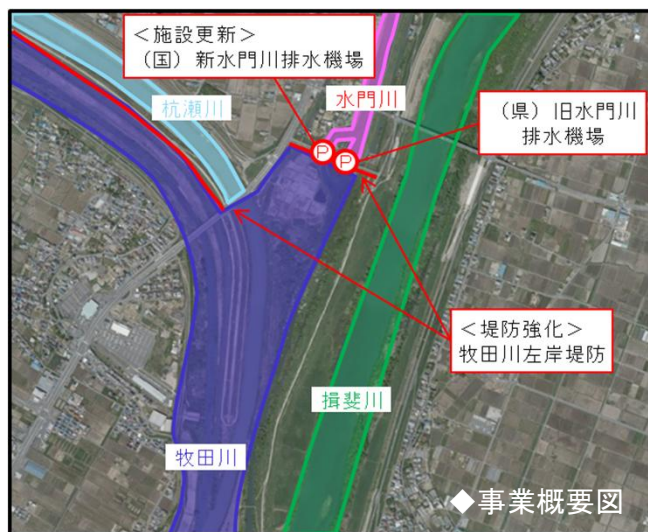 <施設更新>
(国) 新水門川排水機場
杭瀬川
水門川
(県) 旧水門川
排水機場
P
P
<堤防強化>
牧田川左岸堤防
揖斐川
牧田川
◆事業概要図